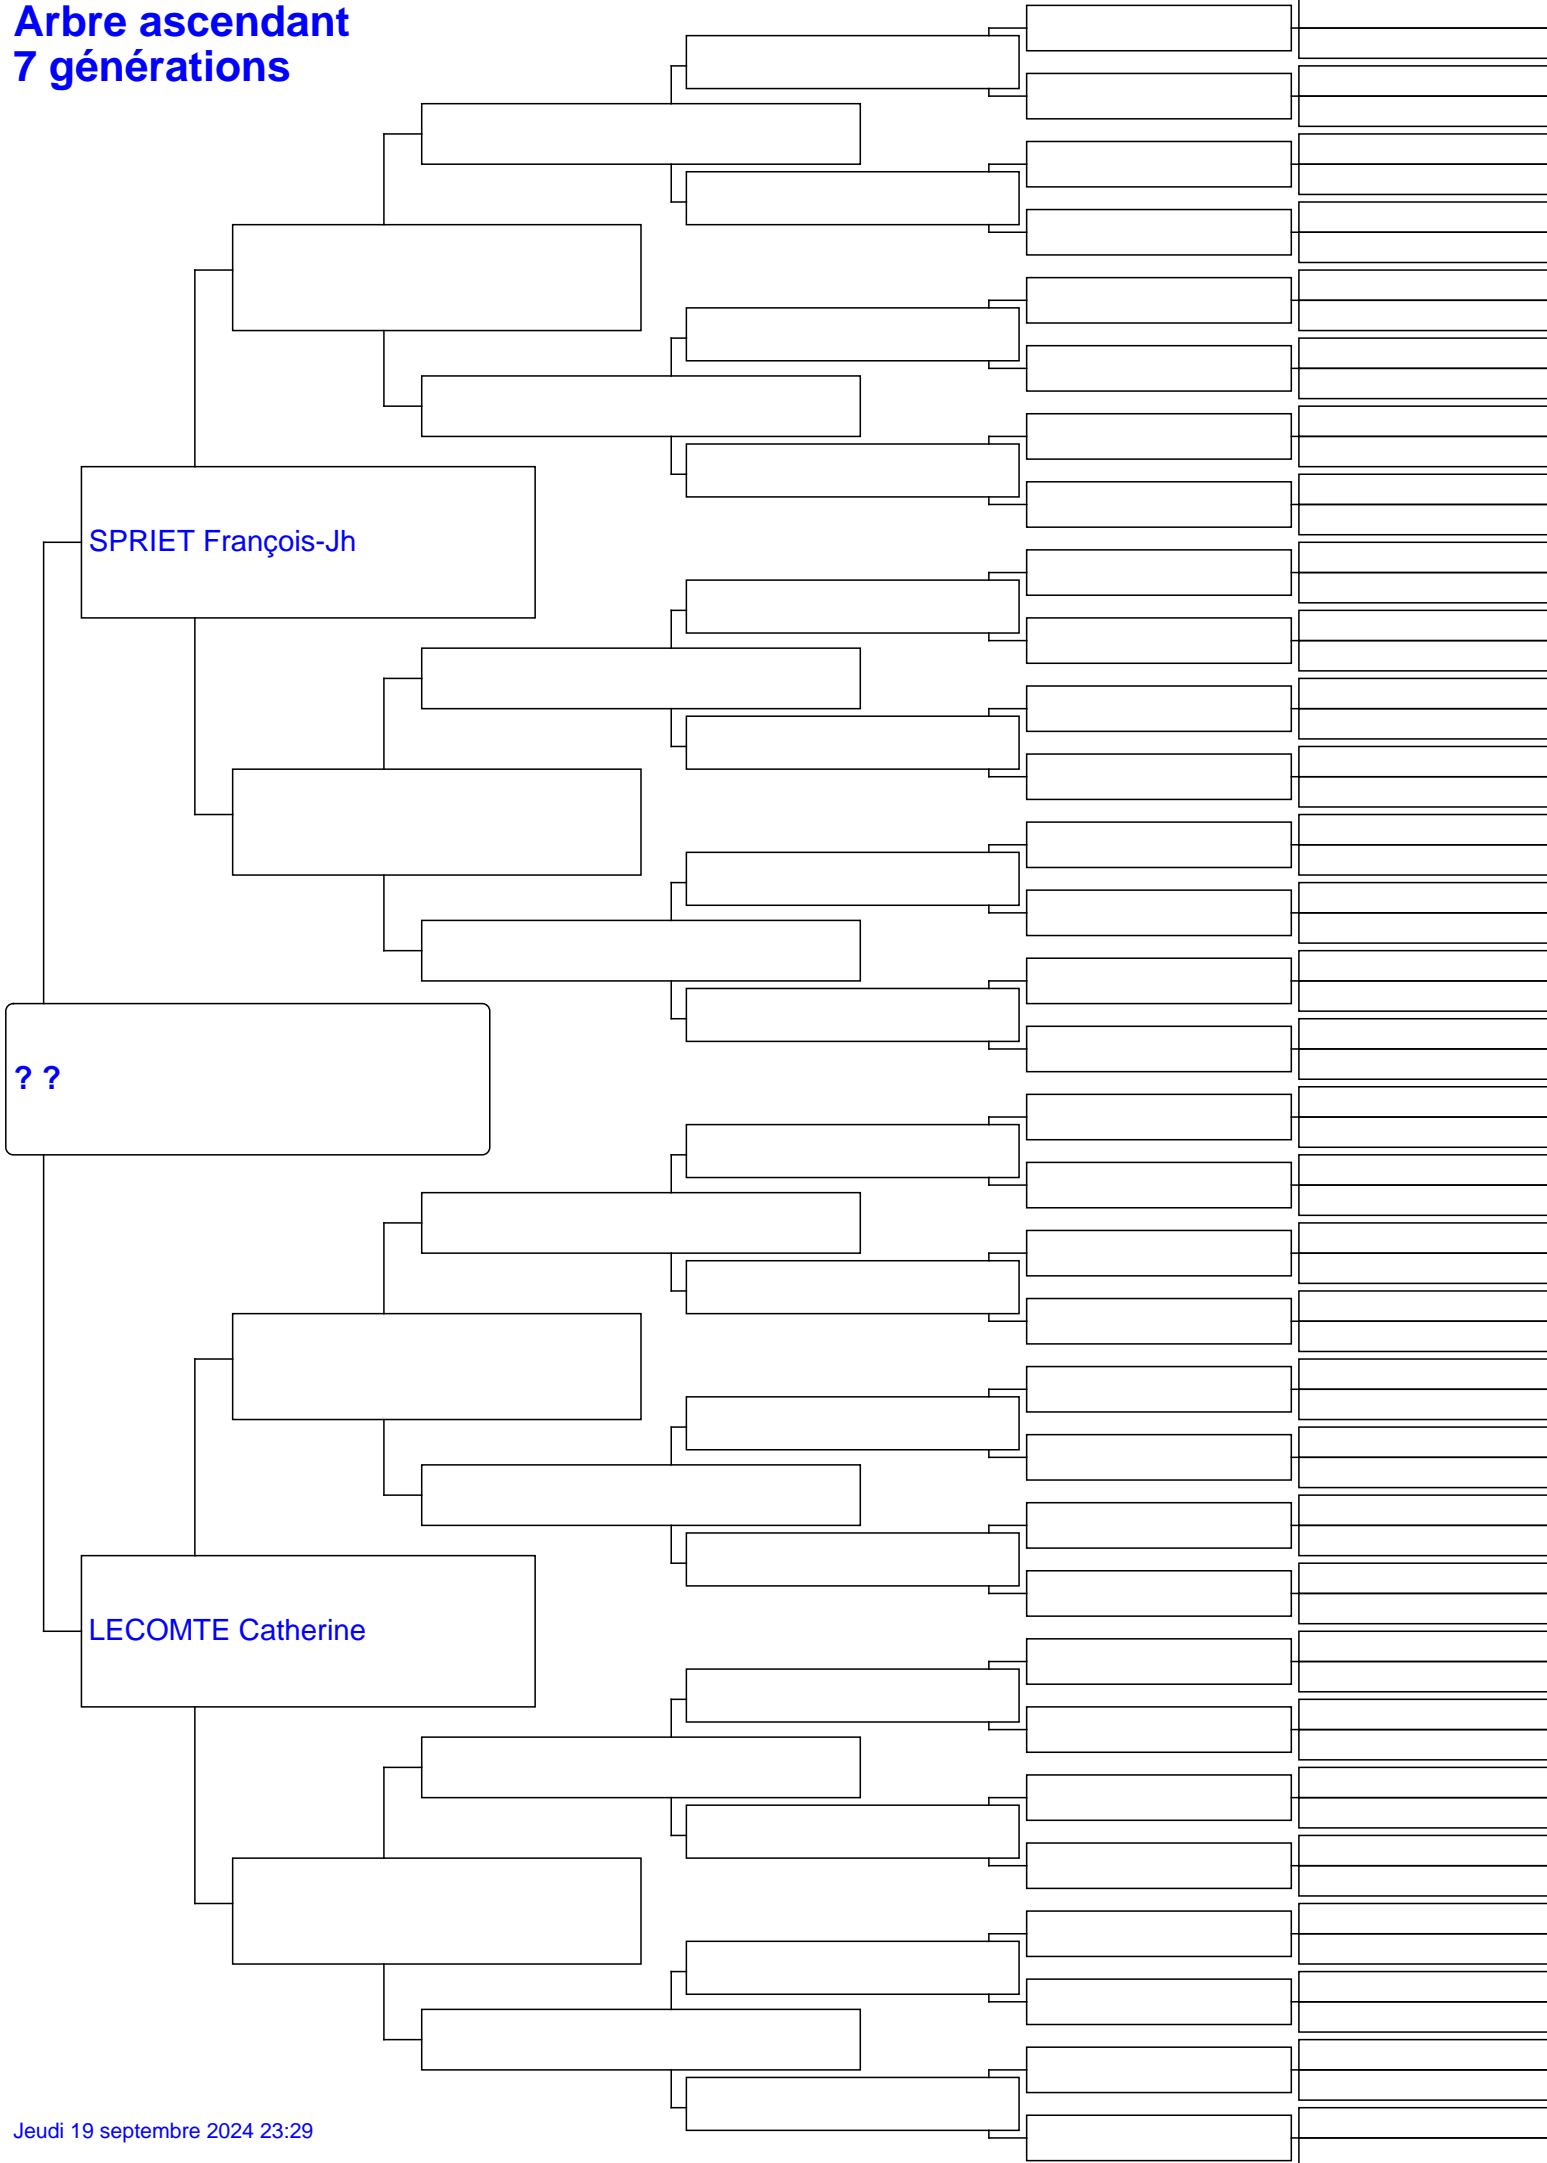 Arbre ascendant
7 générations
SPRIET François-Jh
? ?
LECOMTE Catherine
Jeudi 19 septembre 2024 23:29